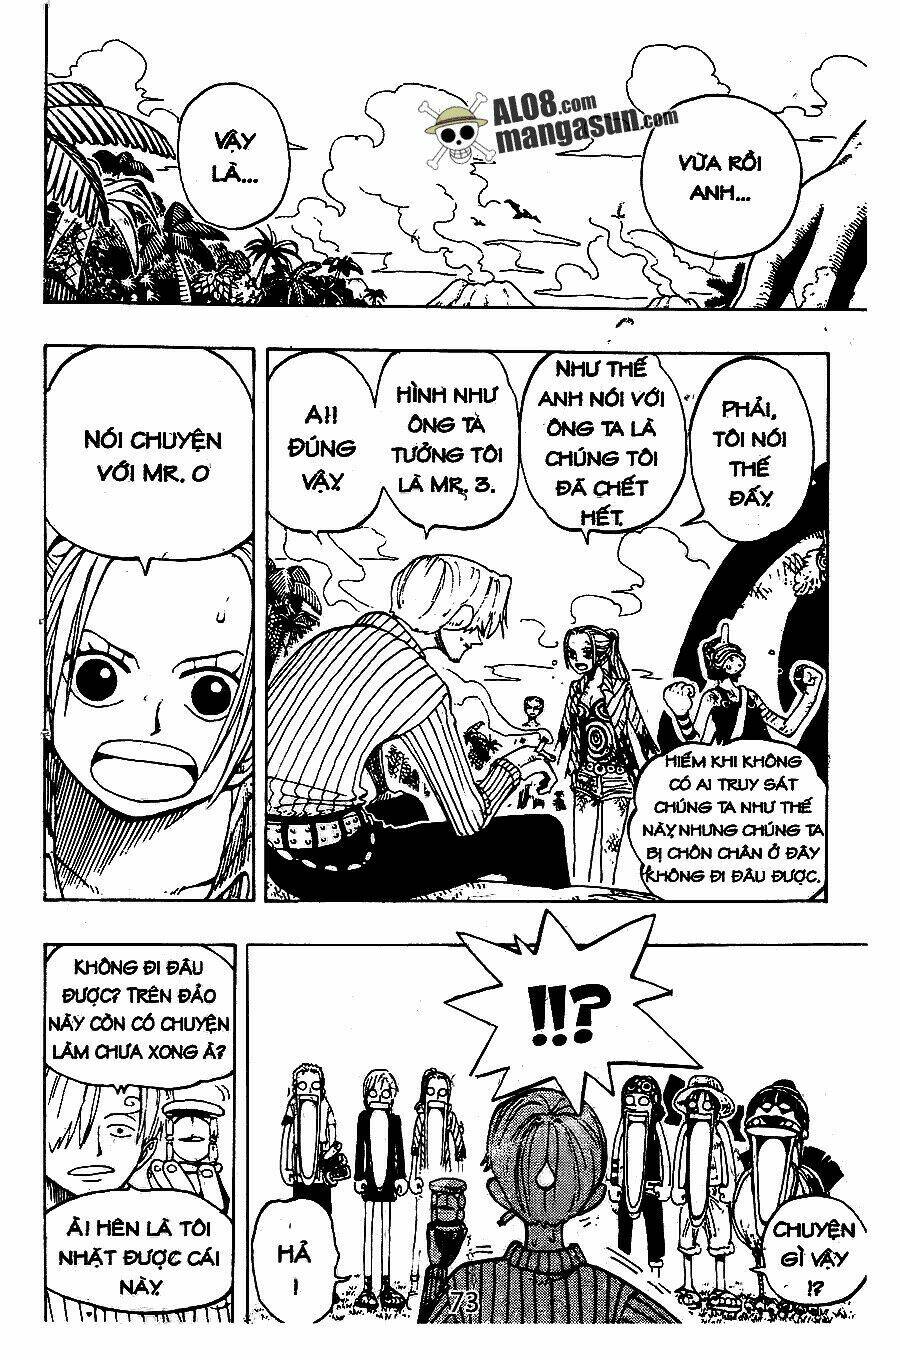 AL08.com
mangasun.com
VẬY
LÀ...
VỪA RỒI
ANH...
NÓI CHUYỆN
VỚI MR. 0
A!!
ĐÚNG
VẬY.
HÌNH NHƯ
ÔNG TA
TƯỞNG TÔI
LÀ MR. 3.
NHƯ THẾ
ANH NÓI VỚI
ÔNG TA LÀ
CHÚNG TÔI
ĐÃ CHẾT
HẾT.
PHẢI,
TÔI NÓI
THẾ
ĐẤY.
HIẾM KHI KHÔNG
CÓ AI TRUY SÁT
CHÚNG TA NHƯ THẾ
NÀY, NHƯNG CHÚNG TA
BỊ CHÔN CHÂN Ở ĐÂY
KHÔNG ĐI ĐÂU ĐƯỢC.
KHÔNG ĐI ĐÂU
ĐƯỢC? TRÊN ĐẢO
NÀY CÒN CÓ CHUYỆN
LÀM CHƯA XONG À?
ÀI HÊN LÀ TÔI
NHẶT ĐƯỢC CÁI
NÀY.
!!?
HẢ
!
CHUYỆN
GÌ VẬY
!?
73